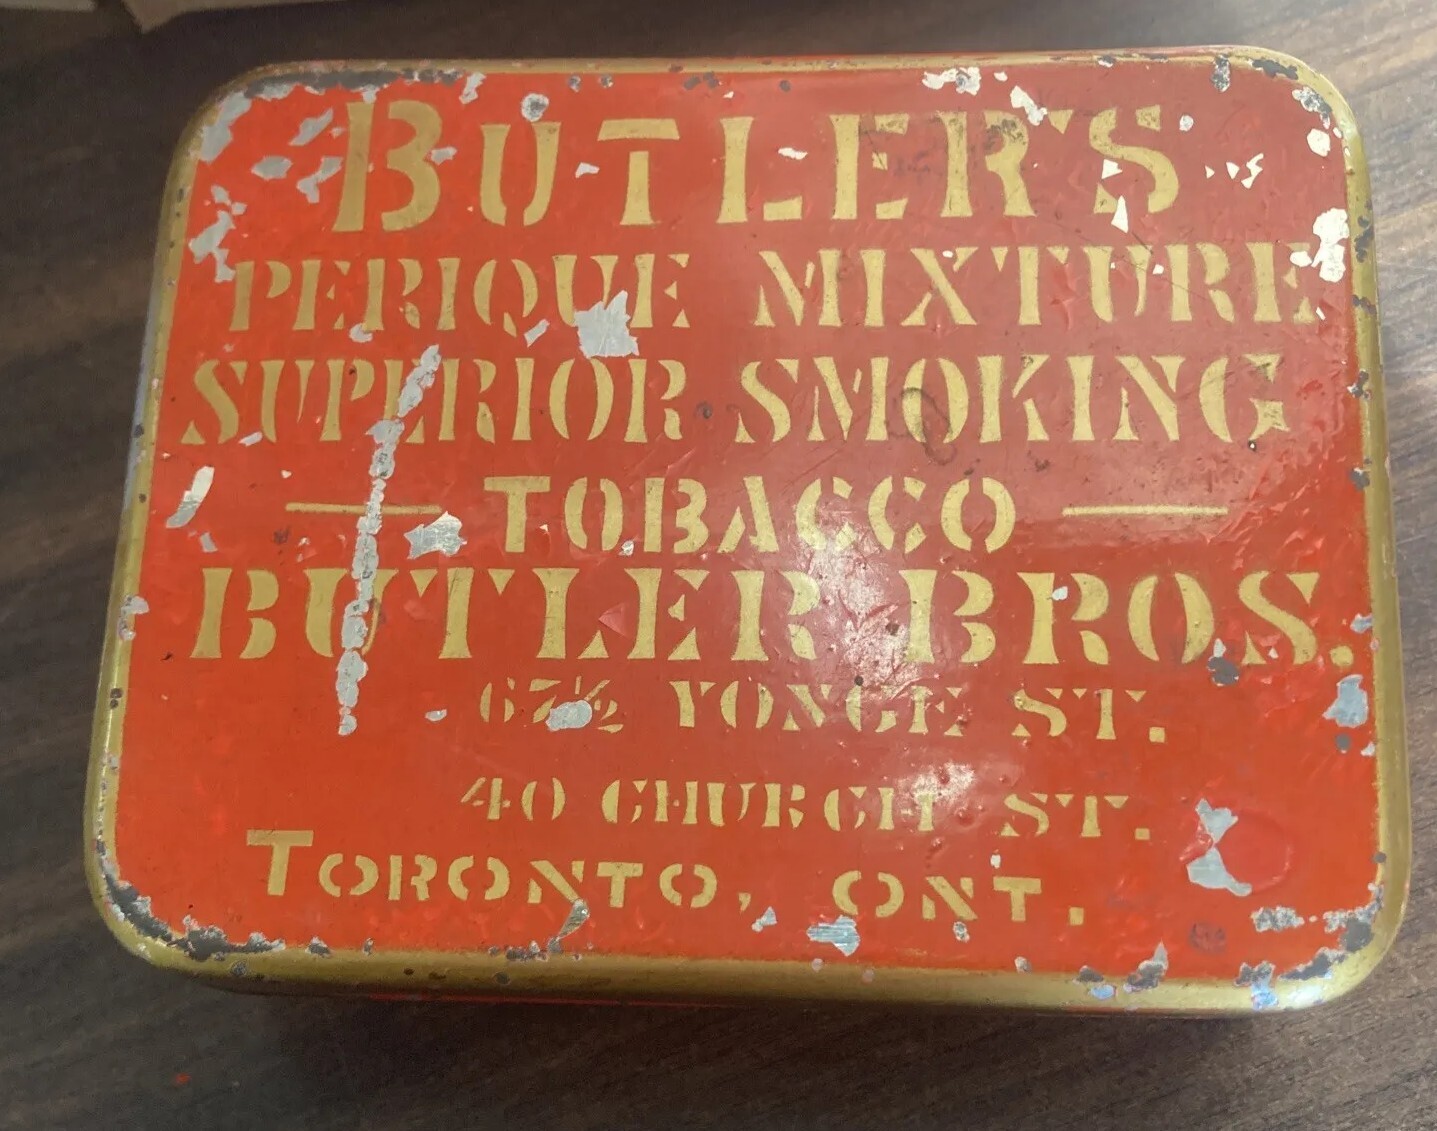 BUTLER'S
PERIQUE MIXTURE
SUPERIOR SMOKING
TOBACCO
BUTLER BROS.
67½ YONGE ST.
40 CHURCH ST.
TORONTO, ONT.